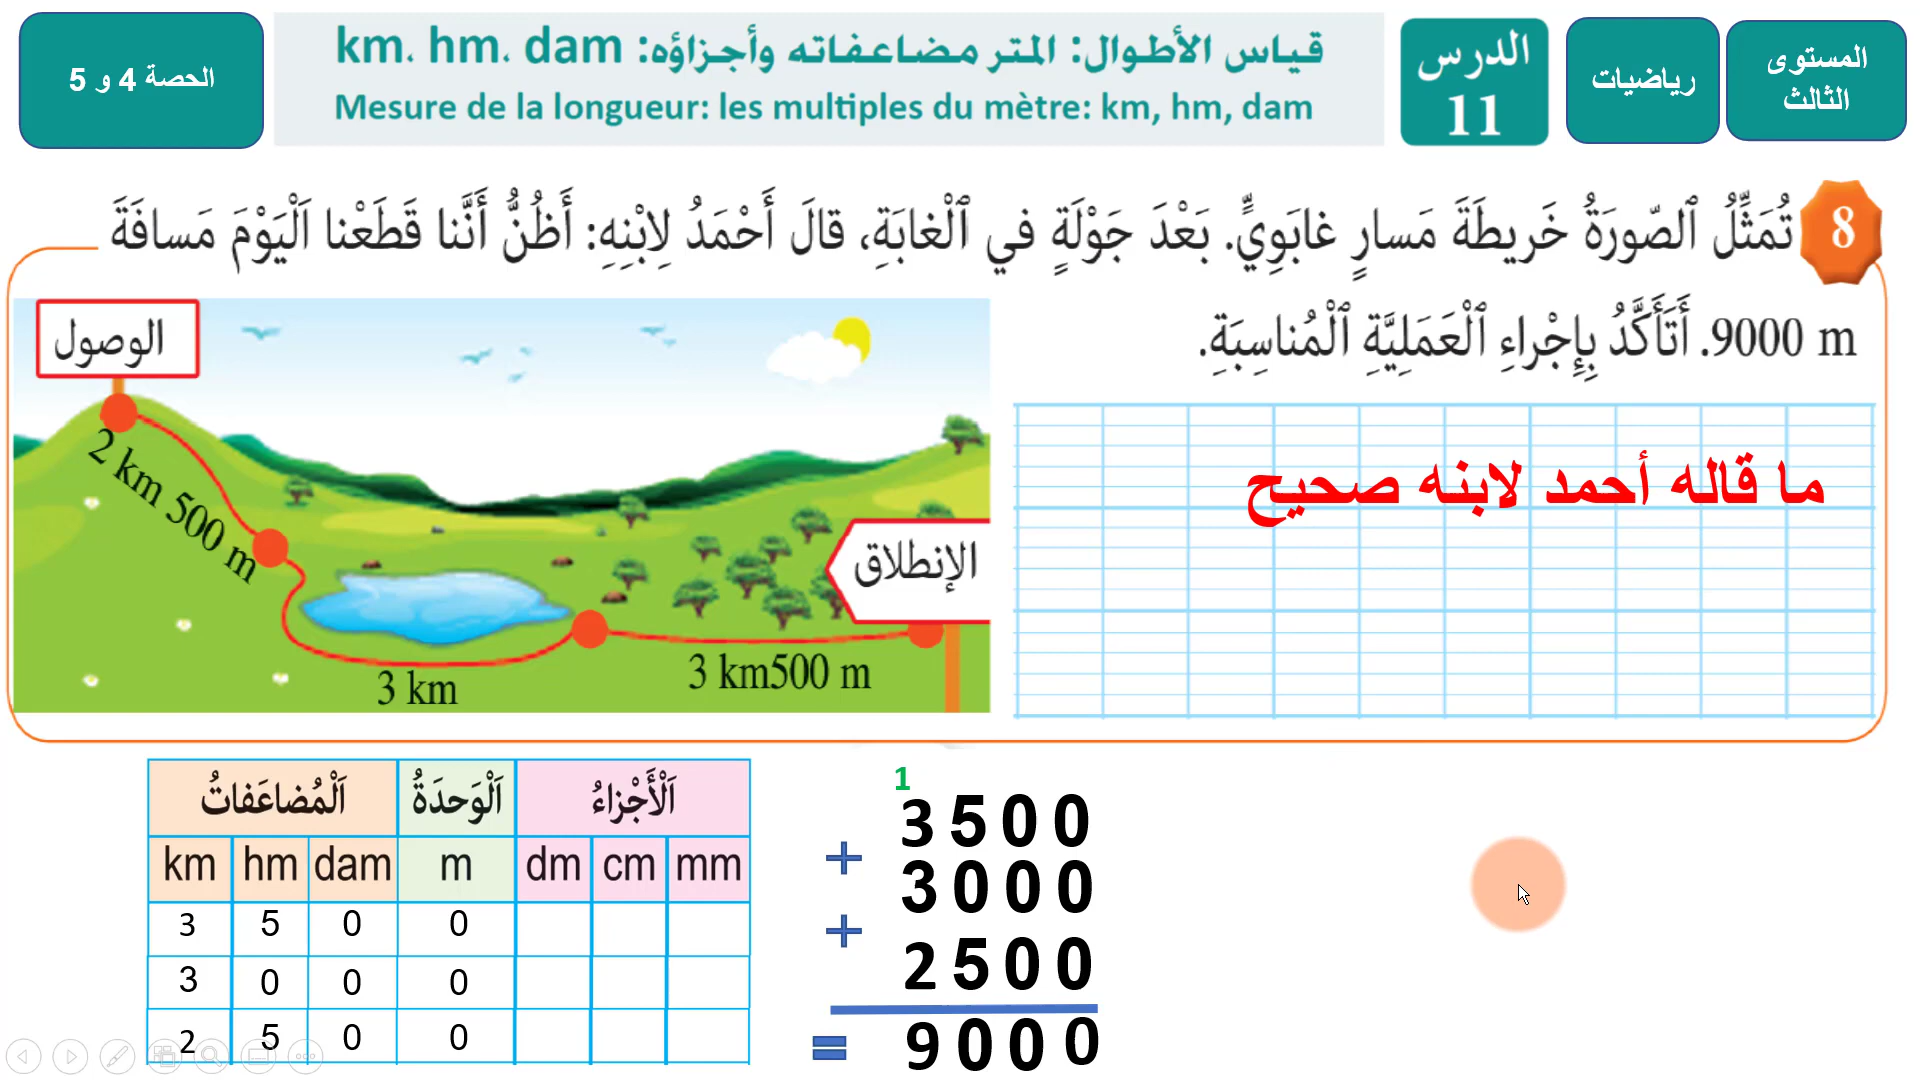 المستوى
الثالث
رياضيات
الدرس
11
قياس الأطوال: المتر مضاعفاته وأجزاؤه: km، hm، dam
Mesure de la longueur: les multiples du mètre: km, hm, dam
الحصة 4 و 5
8 تُمَثِّلُ ٱلصّورَةُ خَريطَةَ مَسارٍ غابَوِيٍّ. بَعْدَ جَوْلَةٍ في ٱلْغابَةِ، قالَ أَحْمَدُ لِابْنِهِ: أَظُنُّ أَنَّنا قَطَعْنا اَلْيَوْمَ مَسافَةَ
9000 m. أَتَأَكَّدُ بِإِجْراءِ ٱلْعَمَلِيَّةِ ٱلْمُناسِبَةِ.
ما قاله أحمد لابنه صحيح
الوصول
2 km 500 m
الإنطلاق
3 km
3 km500 m
اَلْمُضاعَفاتُ اَلْوَحدَةُ اَلْأَجْزاءُ
km hm dam m dm cm mm
3 5 0 0
3 0 0 0
2 5 0 0
1
3500
+
3000
+
2500
= 9000